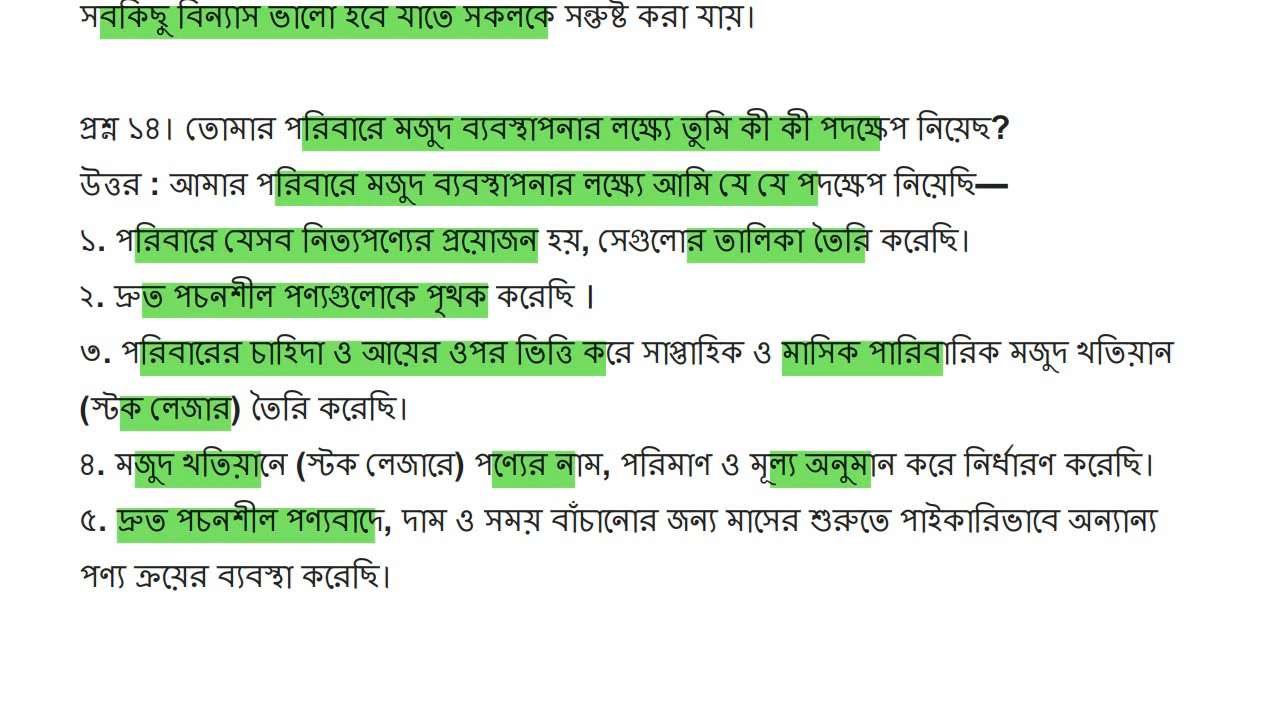 সবকিছু বিন্যাস ভালো হবে যাতে সকলকে সন্তুষ্ট করা যায়।
প্রশ্ন ১৪। তোমার পরিবারে মজুদ ব্যবস্থাপনার লক্ষ্যে তুমি কী কী পদক্ষেপ নিয়েছ?
উত্তর : আমার পরিবারে মজুদ ব্যবস্থাপনার লক্ষ্যে আমি যে যে পদক্ষেপ নিয়েছি—
১. পরিবারে যেসব নিত্যপণ্যের প্রয়োজন হয়, সেগুলোর তালিকা তৈরি করেছি।
২. দ্রুত পচনশীল পণ্যগুলোকে পৃথক করেছি ।
৩. পরিবারের চাহিদা ও আয়ের ওপর ভিত্তি করে সাপ্তাহিক ও মাসিক পারিবারিক মজুদ খতিয়ান
(স্টক লেজার) তৈরি করেছি।
৪. মজুদ খতিয়ানে (স্টক লেজারে) পণ্যের নাম, পরিমাণ ও মূল্য অনুমান করে নির্ধারণ করেছি।
৫. দ্রুত পচনশীল পণ্যবাদে, দাম ও সময় বাঁচানোর জন্য মাসের শুরুতে পাইকারিভাবে অন্যান্য
পণ্য ক্রয়ের ব্যবস্থা করেছি।